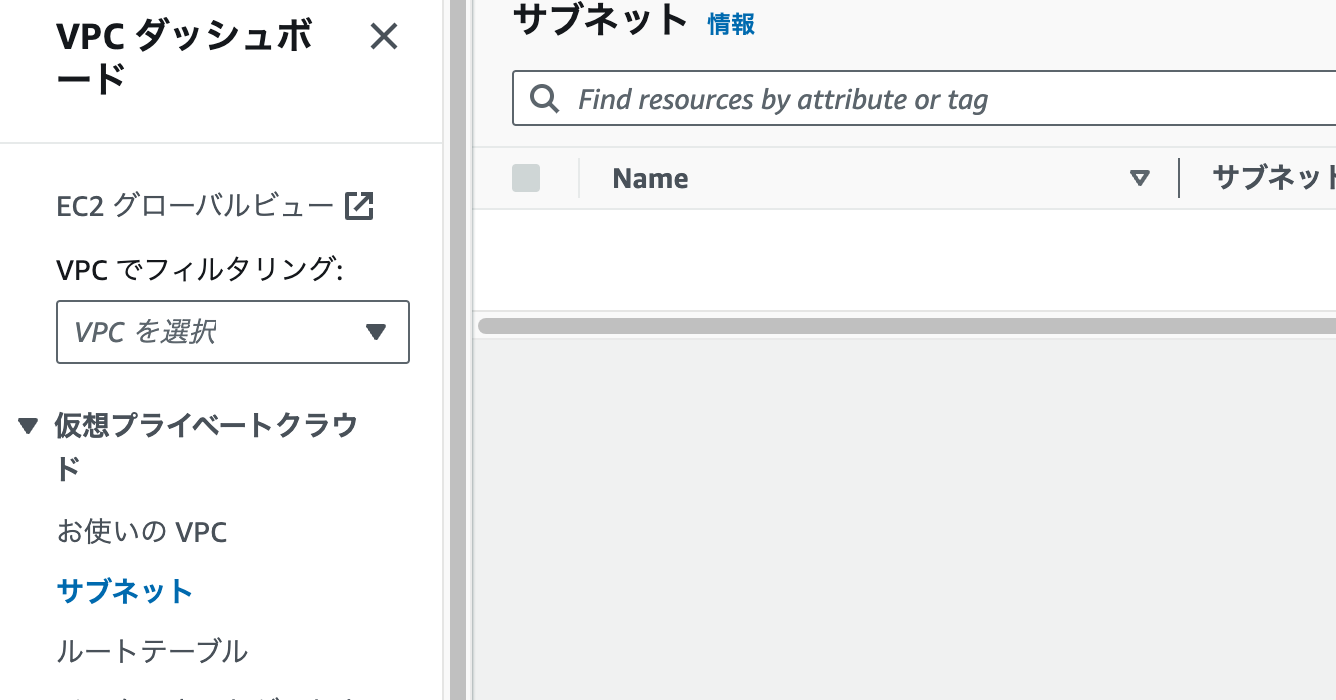 VPC ダッシュボ
ード
EC2 グローバルビュー
VPC でフィルタリング:
VPC を選択
仮想プライベートクラウ
ド
お使いの VPC
サブネット
ルートテーブル
サブネット 情報
Find resources by attribute or tag
Name
サブネット